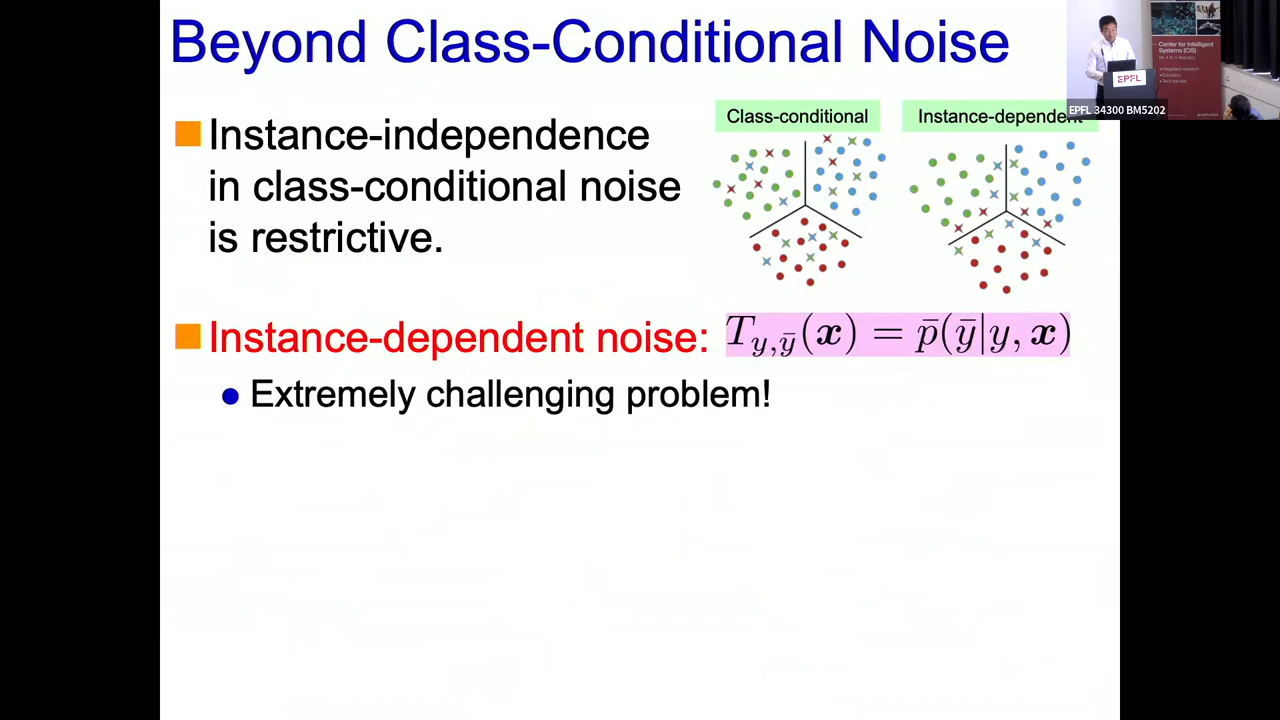 Beyond Class-Conditional Noise
Instance-independence
in class-conditional noise
is restrictive.
Class-conditional
Instance-dependent
Instance-dependent noise: T_{y,ȳ}(x) = p̄(ȳ|y, x)
Extremely challenging problem!
EPFL
Center for Intelligent
Systems (CIS)
EPFL 34300 BM5202